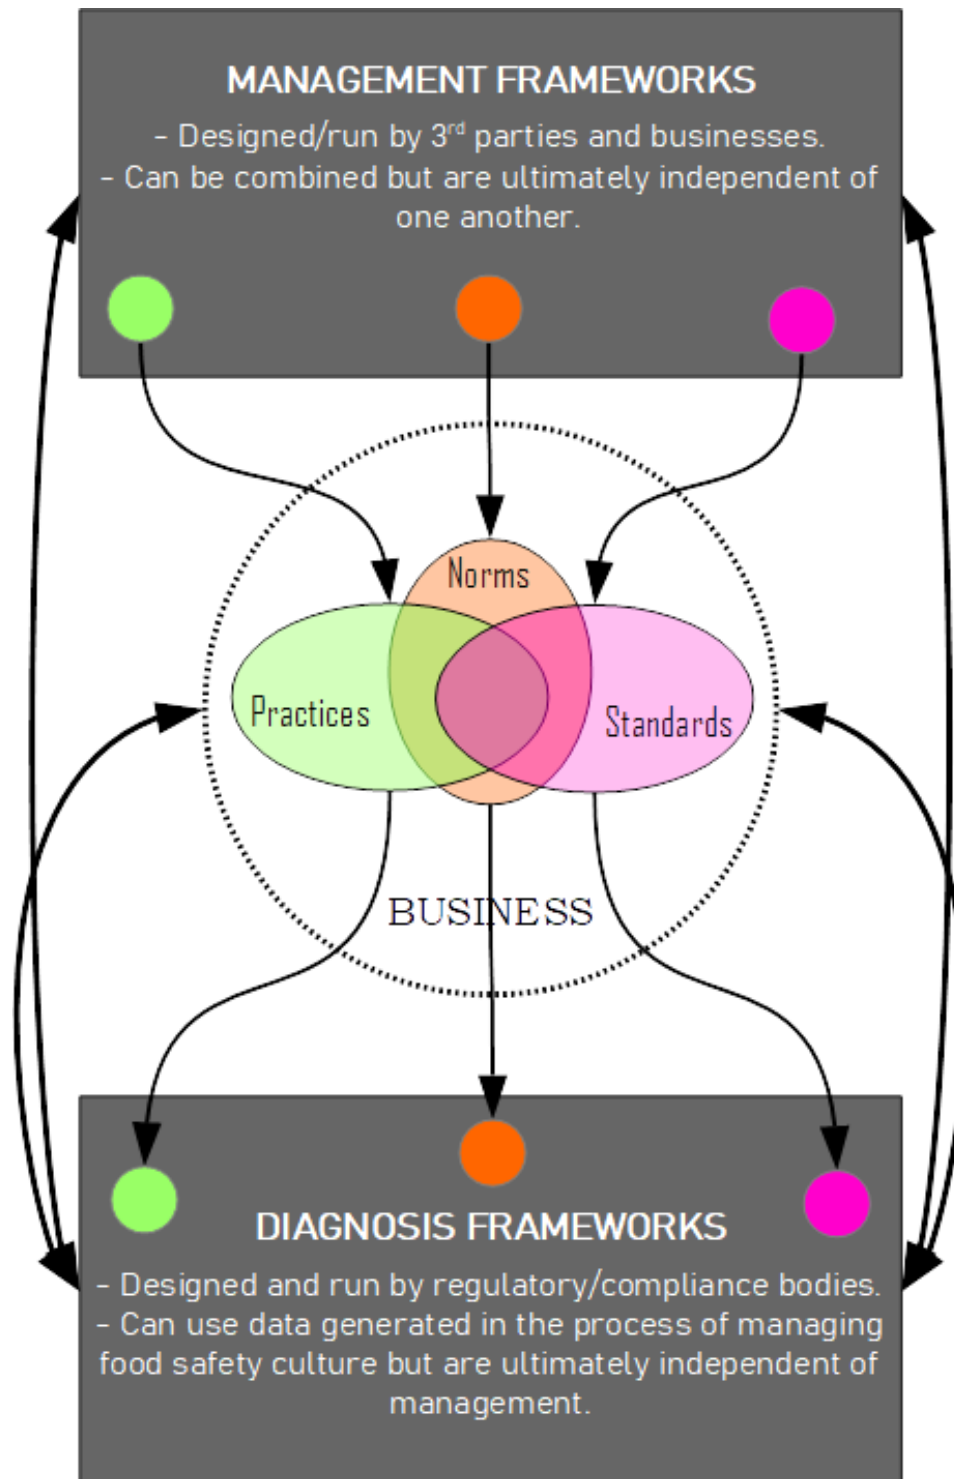 MANAGEMENT FRAMEWORKS
- Designed/run by 3rd parties and businesses.
- Can be combined but are ultimately independent of
one another.
Norms
Practices
Standards
BUSINESS
DIAGNOSIS FRAMEWORKS
- Designed and run by regulatory/compliance bodies.
- Can use data generated in the process of managing
food safety culture but are ultimately independent of
management.